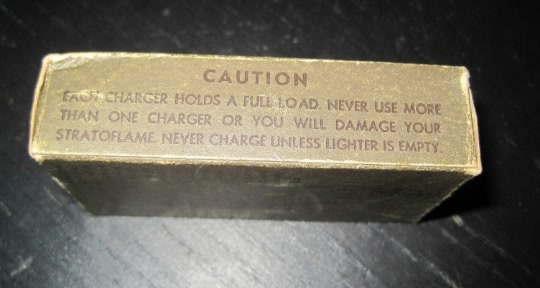 CAUTION
EACH CHARGER HOLDS A FULL LOAD. NEVER USE MORE
THAN ONE CHARGER OR YOU WILL DAMAGE YOUR
STRATOFLAME. NEVER CHARGE UNLESS LIGHTER IS EMPTY.